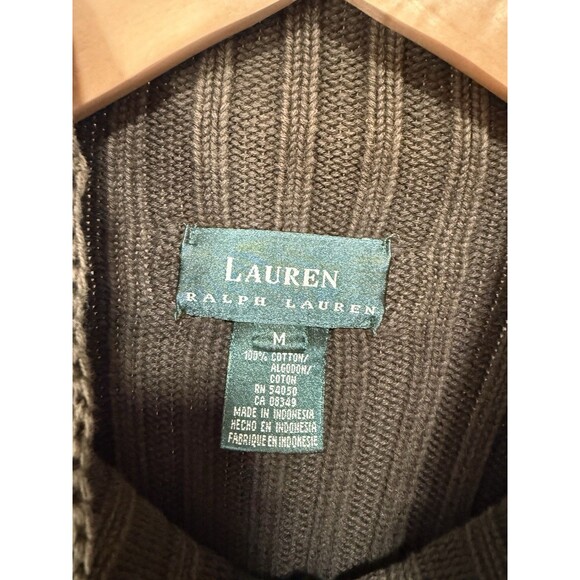 LAUREN
RALPH LAUREN
M
100% COTTON/
ALGODON/
COTON
RN 54050
CA 08349
MADE IN INDONESIA
HECHO EN INDONESIA
FABRIQUE EN INDONESIE